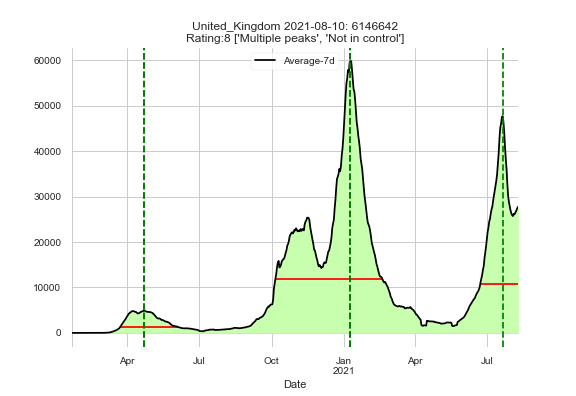 United_Kingdom 2021-08-10: 6146642
Rating:8 ['Multiple peaks', 'Not in control']
Average-7d
60000
50000
40000
30000
20000
10000
0
Apr
Jul
Oct
Jan
2021
Apr
Jul
Date